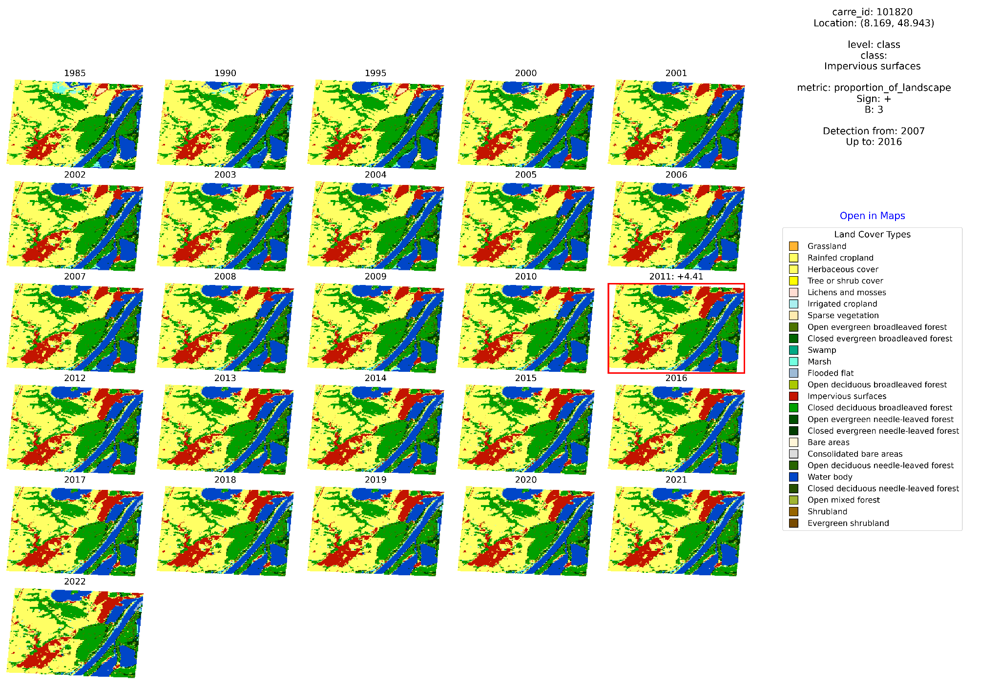 carre_id: 101820
Location: (8.169, 48.943)
level: class
class:
Impervious surfaces
metric: proportion_of_landscape
Sign: +
B: 3
Detection from: 2007
Up to: 2016
1985
1990
1995
2000
2001
2002
2003
2004
2005
2006
2007
2008
2009
2010
2011: +4.41
2012
2013
2014
2015
2016
2017
2018
2019
2020
2021
2022
Open in Maps
Land Cover Types
Grassland
Rainfed cropland
Herbaceous cover
Tree or shrub cover
Lichens and mosses
Irrigated cropland
Sparse vegetation
Open evergreen broadleaved forest
Closed evergreen broadleaved forest
Swamp
Marsh
Flooded flat
Open deciduous broadleaved forest
Impervious surfaces
Closed deciduous broadleaved forest
Open evergreen needle-leaved forest
Closed evergreen needle-leaved forest
Bare areas
Consolidated bare areas
Open deciduous needle-leaved forest
Water body
Closed deciduous needle-leaved forest
Open mixed forest
Shrubland
Evergreen shrubland